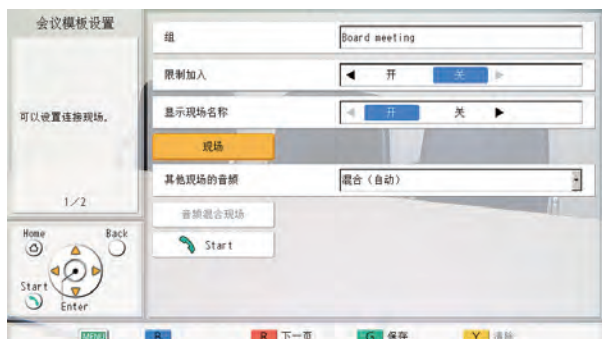 会议模板设置
可以设置连接现场。
1/2
Home
Back
Start
Enter
组
Board meeting
限制加入
开
关
显示现场名称
开
关
现场
其他现场的音频
混合(自动)
音频混合现场
Start
MENU
B
R 下一页
G 保存
Y 清除